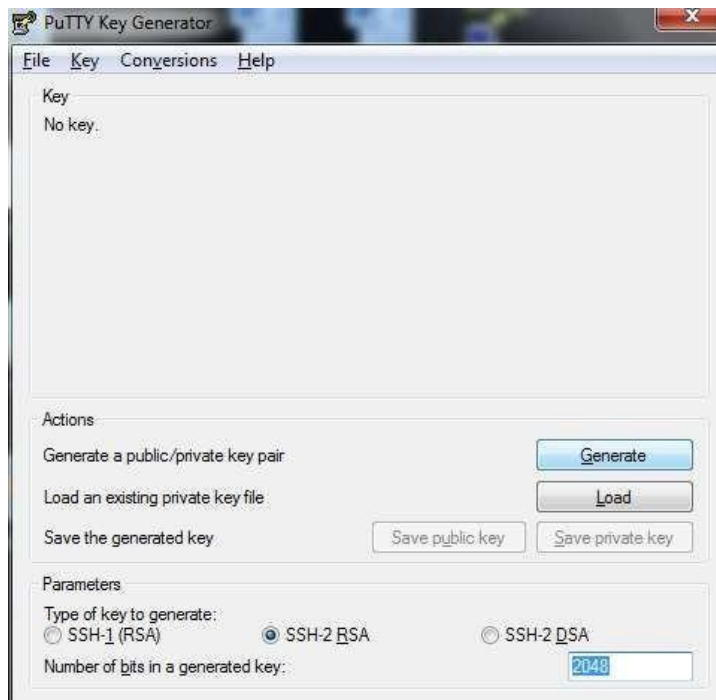 PuTTY Key Generator
File Key Conversions Help
Key
No key.
Actions
Generate a public/private key pair Generate
Load an existing private key file Load
Save the generated key Save public key Save private key
Parameters
Type of key to generate:
SSH-1 (RSA) SSH-2 RSA SSH-2 DSA
Number of bits in a generated key: 2048